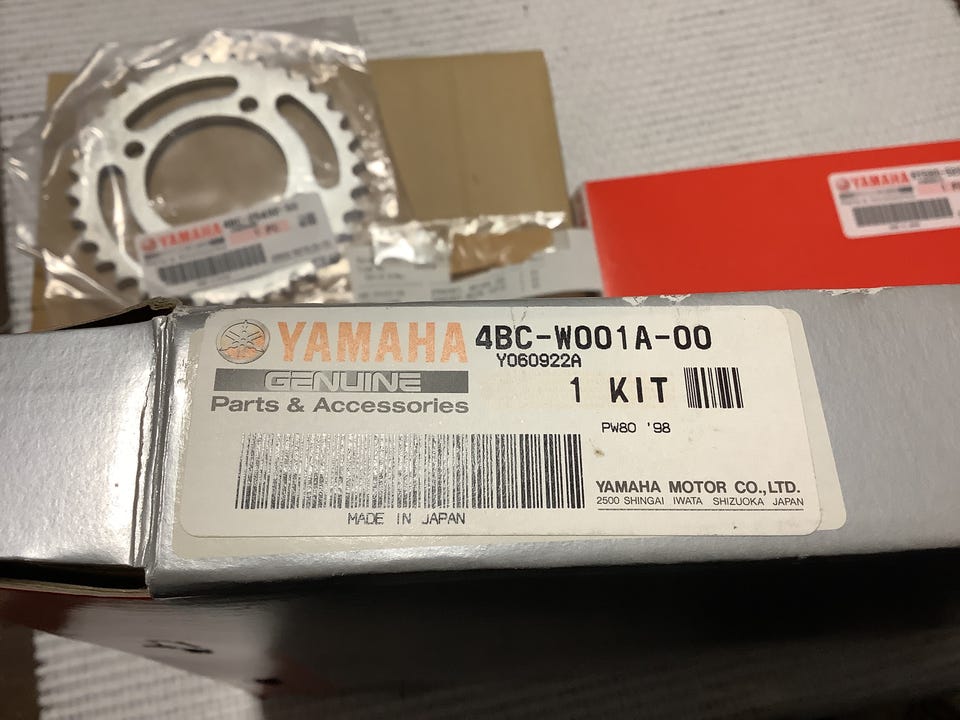 YAMAHA
YAMAHA
YAMAHA 4BC-W001A-00
Y060922A
GENUINE
1 KIT
Parts & Accessories
PW80 '98
YAMAHA MOTOR CO.,LTD.
2500 SHINGAI IWATA SHIZUOKA JAPAN
MADE IN JAPAN